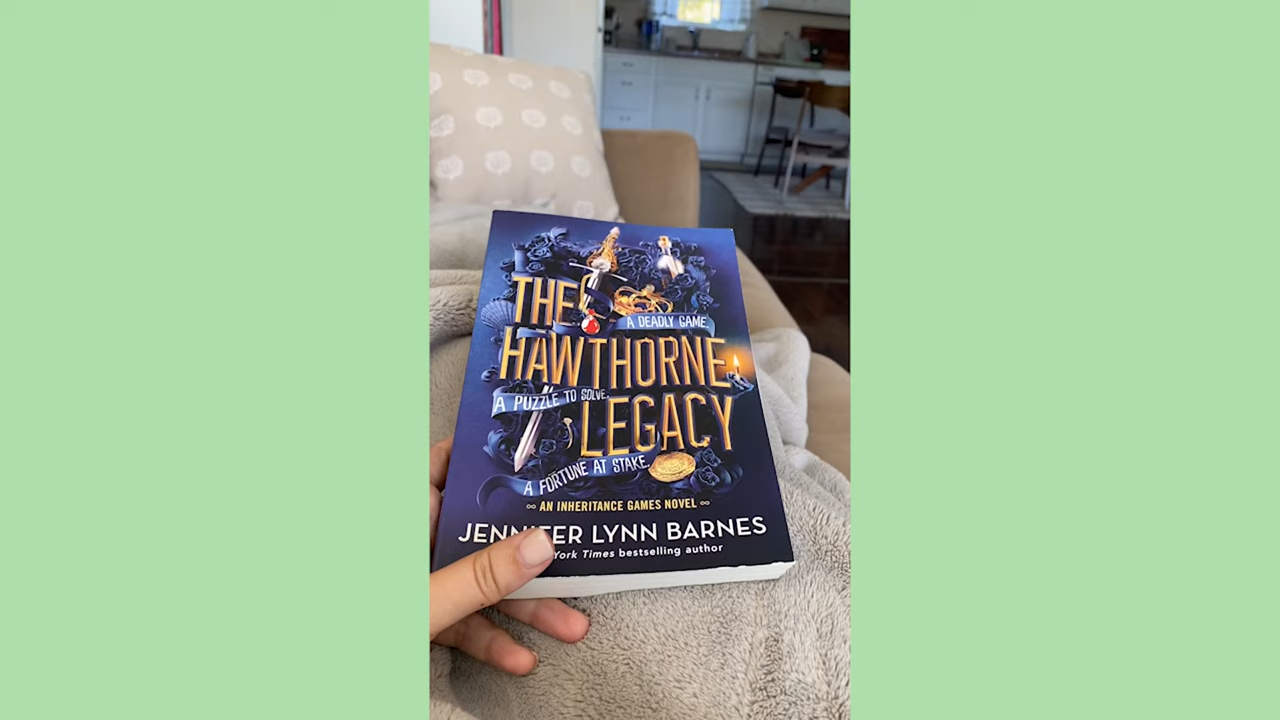 THE
A DEADLY GAME.
HAWTHORNE
A PUZZLE TO SOLVE.
LEGACY
A FORTUNE AT STAKE.
∞ AN INHERITANCE GAMES NOVEL ∞
JENNIFER LYNN BARNES
York Times bestselling author